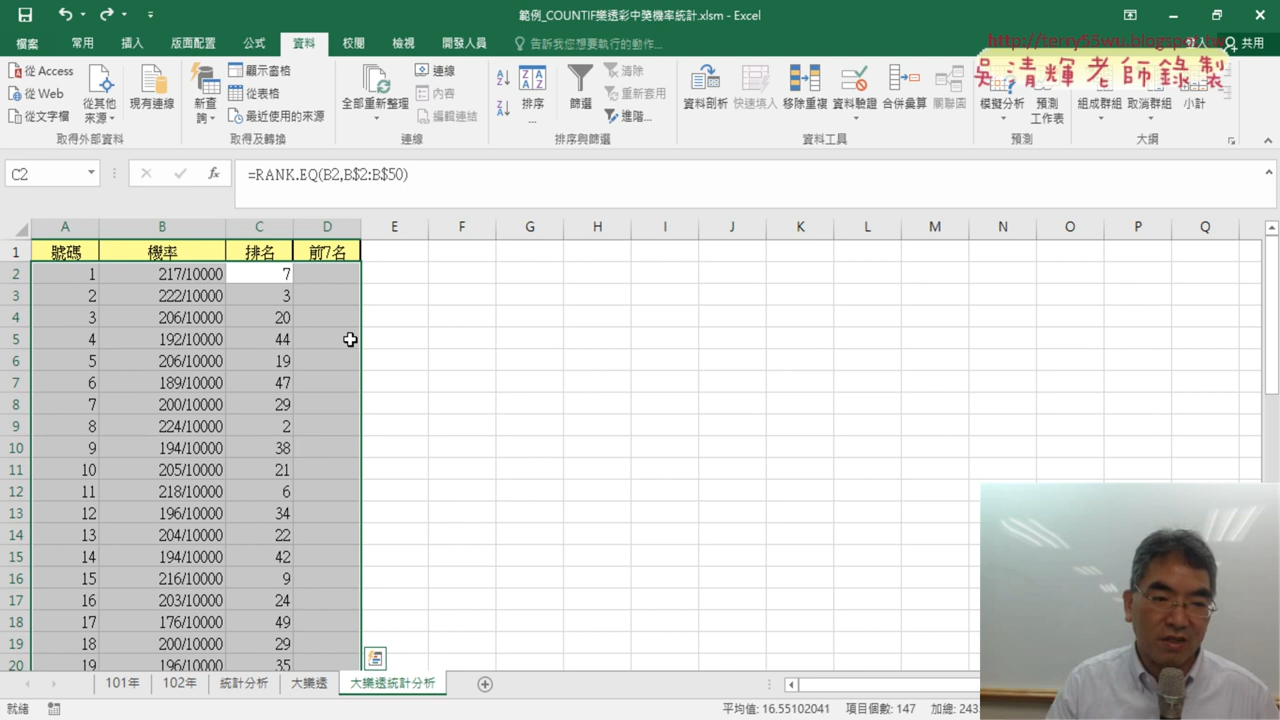 範例_COUNTIF樂透彩中獎機率統計.xlsm - Excel
檔案 常用 插入 版面配置 公式 資料 校閱 檢視 開發人員 告訴我您想要執行的動作... 登入 共用
http://terry55wu.blogspot.tw
吳清輝老師錄製
從 Access
從 Web
從文字檔
從其他來源
現有連線
取得外部資料
新查詢
顯示窗格
從表格
最近使用的來源
取得及轉換
全部重新整理
連線
內容
編輯連結
連線
排序
...
篩選
清除
重新套用
進階...
排序與篩選
資料剖析 快速填入 移除重複 資料驗證 合併彙算 關聯圖
資料工具
模擬分析 預測工作表
預測
組成群組 取消群組 小計
大綱
C2 fx =RANK.EQ(B2,B$2:B$50)
A B C D E F G H I J K L M N O P Q
1 號碼 機率 排名 前7名
2 1 217/10000 7
3 2 222/10000 3
4 3 206/10000 20
5 4 192/10000 44
6 5 206/10000 19
7 6 189/10000 47
8 7 200/10000 29
9 8 224/10000 2
10 9 194/10000 38
11 10 205/10000 21
12 11 218/10000 6
13 12 196/10000 34
14 13 204/10000 22
15 14 194/10000 42
16 15 216/10000 9
17 16 203/10000 24
18 17 176/10000 49
19 18 200/10000 29
20 19 196/10000 35
101年 102年 統計分析 大樂透 大樂透統計分析
就緒 平均值: 16.55102041 項目個數: 147 加總: 243